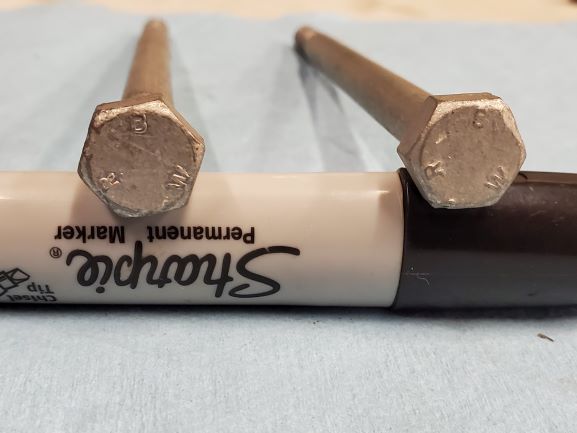 B
R W
B
R W
Sharpie®
Permanent Marker
Chisel
Tip